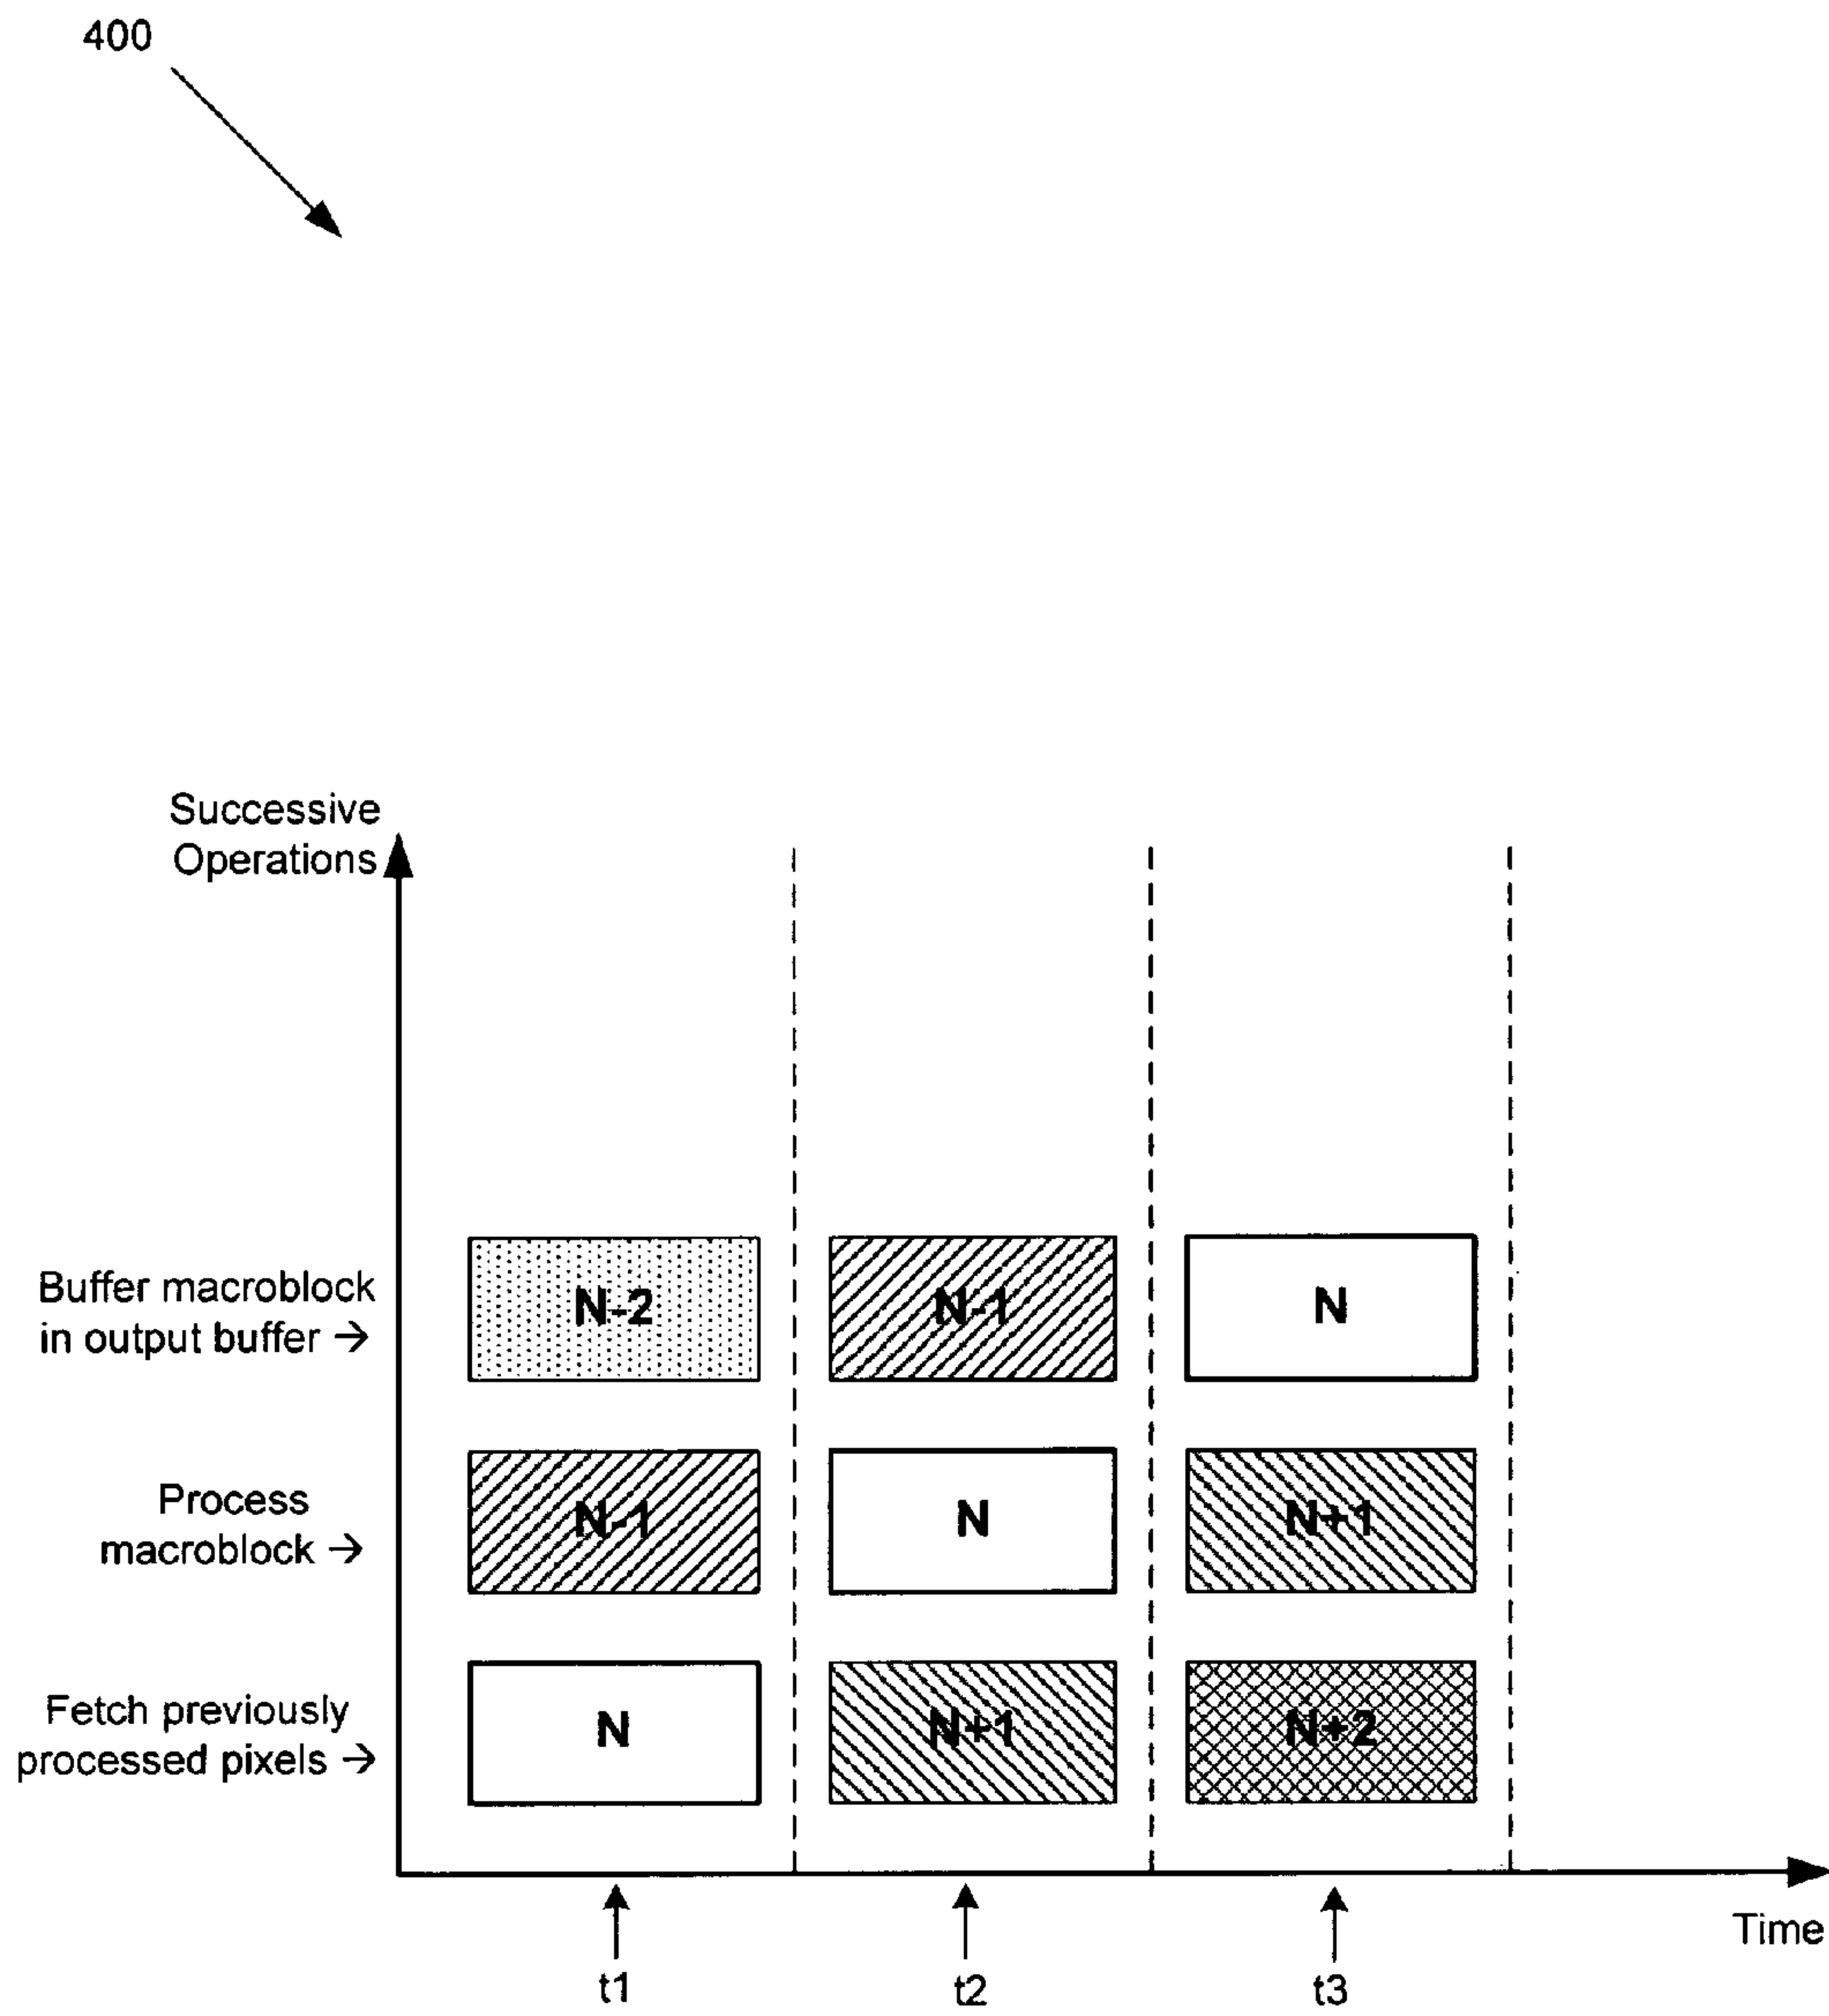 400
Successive
Operations
Buffer macroblock
in output buffer →
N-2
N-1
N
Process
macroblock →
N-1
N
N+1
Fetch previously
processed pixels →
N
N+1
N+2
Time
t1
t2
t3